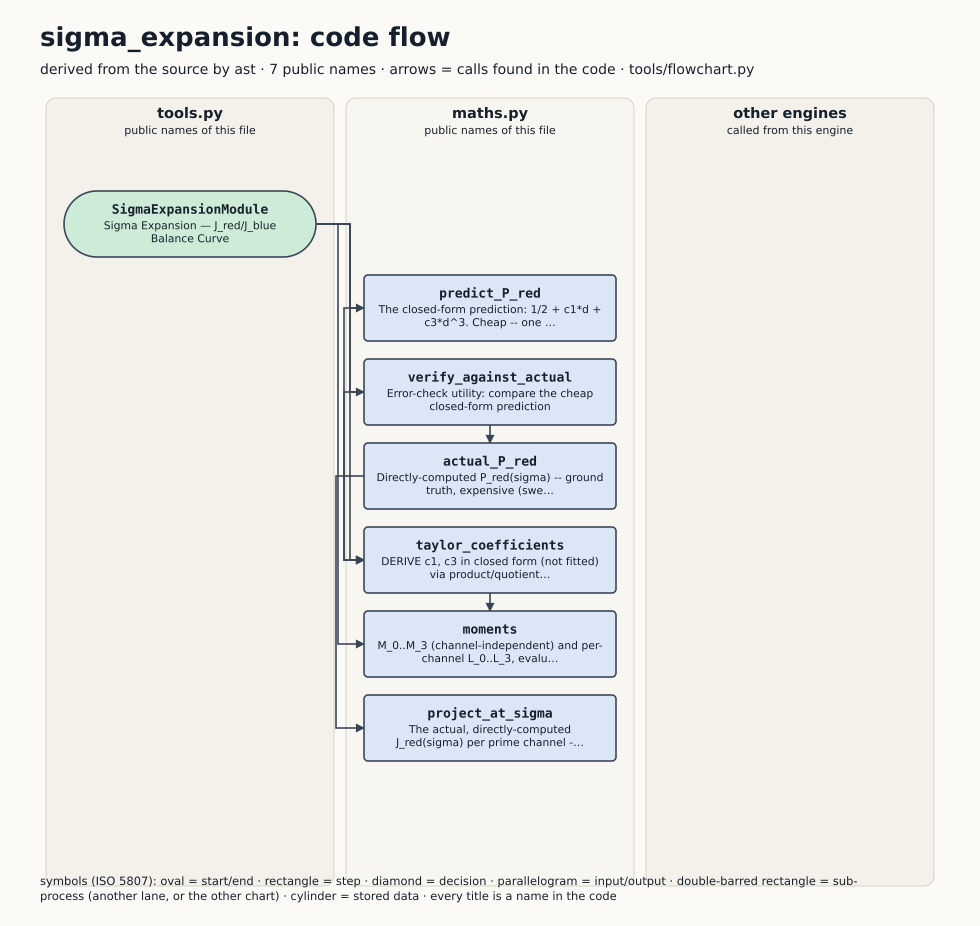 sigma_expansion: code flow
derived from the source by ast · 7 public names · arrows = calls found in the code · tools/flowchart.py
tools.py
public names of this file
maths.py
public names of this file
other engines
called from this engine
SigmaExpansionModule
Sigma Expansion — J_red/J_blue
Balance Curve
predict_P_red
The closed-form prediction: 1/2 + c1*d +
c3*d^3. Cheap -- one …
verify_against_actual
Error-check utility: compare the cheap
closed-form prediction
actual_P_red
Directly-computed P_red(sigma) -- ground
truth, expensive (swe…
taylor_coefficients
DERIVE c1, c3 in closed form (not fitted)
via product/quotient…
moments
M_0..M_3 (channel-independent) and per-
channel L_0..L_3, evalu…
project_at_sigma
The actual, directly-computed
J_red(sigma) per prime channel -…
symbols (ISO 5807): oval = start/end · rectangle = step · diamond = decision · parallelogram = input/output · double-barred rectangle = sub-
process (another lane, or the other chart) · cylinder = stored data · every title is a name in the code